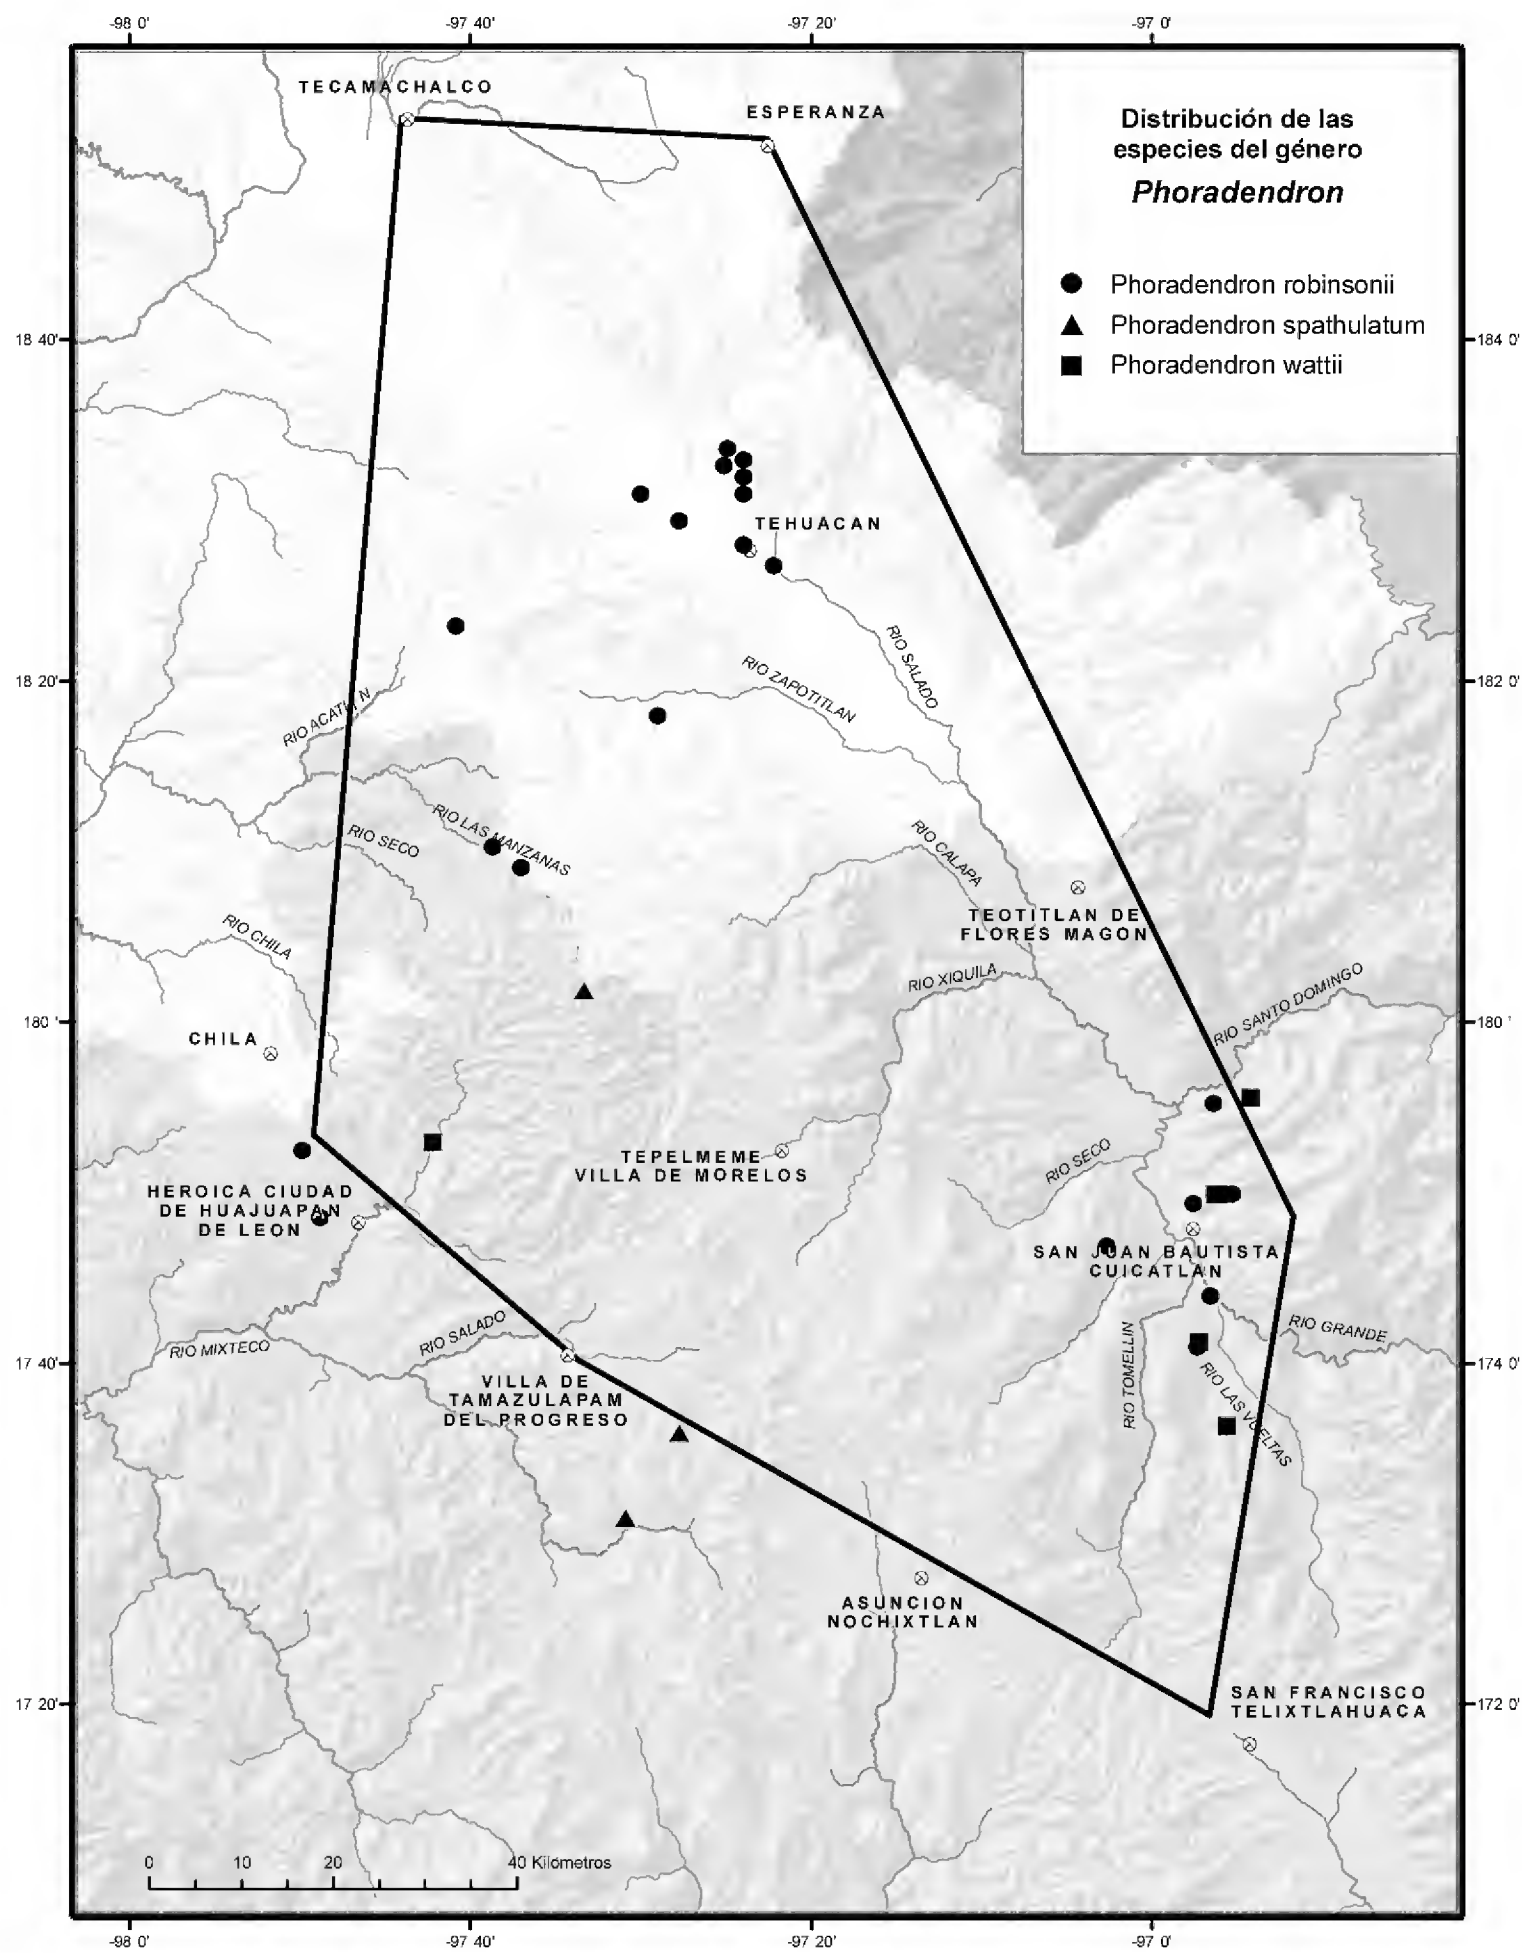 -98 0'
-97 40'
-97 20'
-97 0'
TECAMACHALCO
ESPERANZA
Distribución de las
especies del género
Phoradendron
Phoradendron robinsonii
Phoradendron spathulatum
Phoradendron wattii
18 40'
184 0'
TEHUACAN
RIO SALADO
RIO ZAPOTITLAN
18 20'
182 0'
RIO ACATL N
RIO LAS MANZANAS
RIO SECO
RIO CALAPA
TEOTITLAN DE
FLORES MAGON
RIO CHILA
RIO XIQUILA
RIO SANTO DOMINGO
180 '
180 '
CHILA
TEPELMEME
VILLA DE MORELOS
RIO SECO
HEROICA CIUDAD
DE HUAJUAPAN
DE LEON
SAN JUAN BAUTISTA
CUICATLAN
RIO SALADO
RIO MIXTECO
RIO GRANDE
17 40'
174 0'
RIO TOMELLIN
RIO LAS VUELTAS
VILLA DE
TAMAZULAPAM
DEL PROGRESO
ASUNCION
NOCHIXTLAN
SAN FRANCISCO
TELIXTLAHUACA
17 20'
172 0'
0 10 20 40 Kilómetros
-98 0'
-97 40'
-97 20'
-97 0'